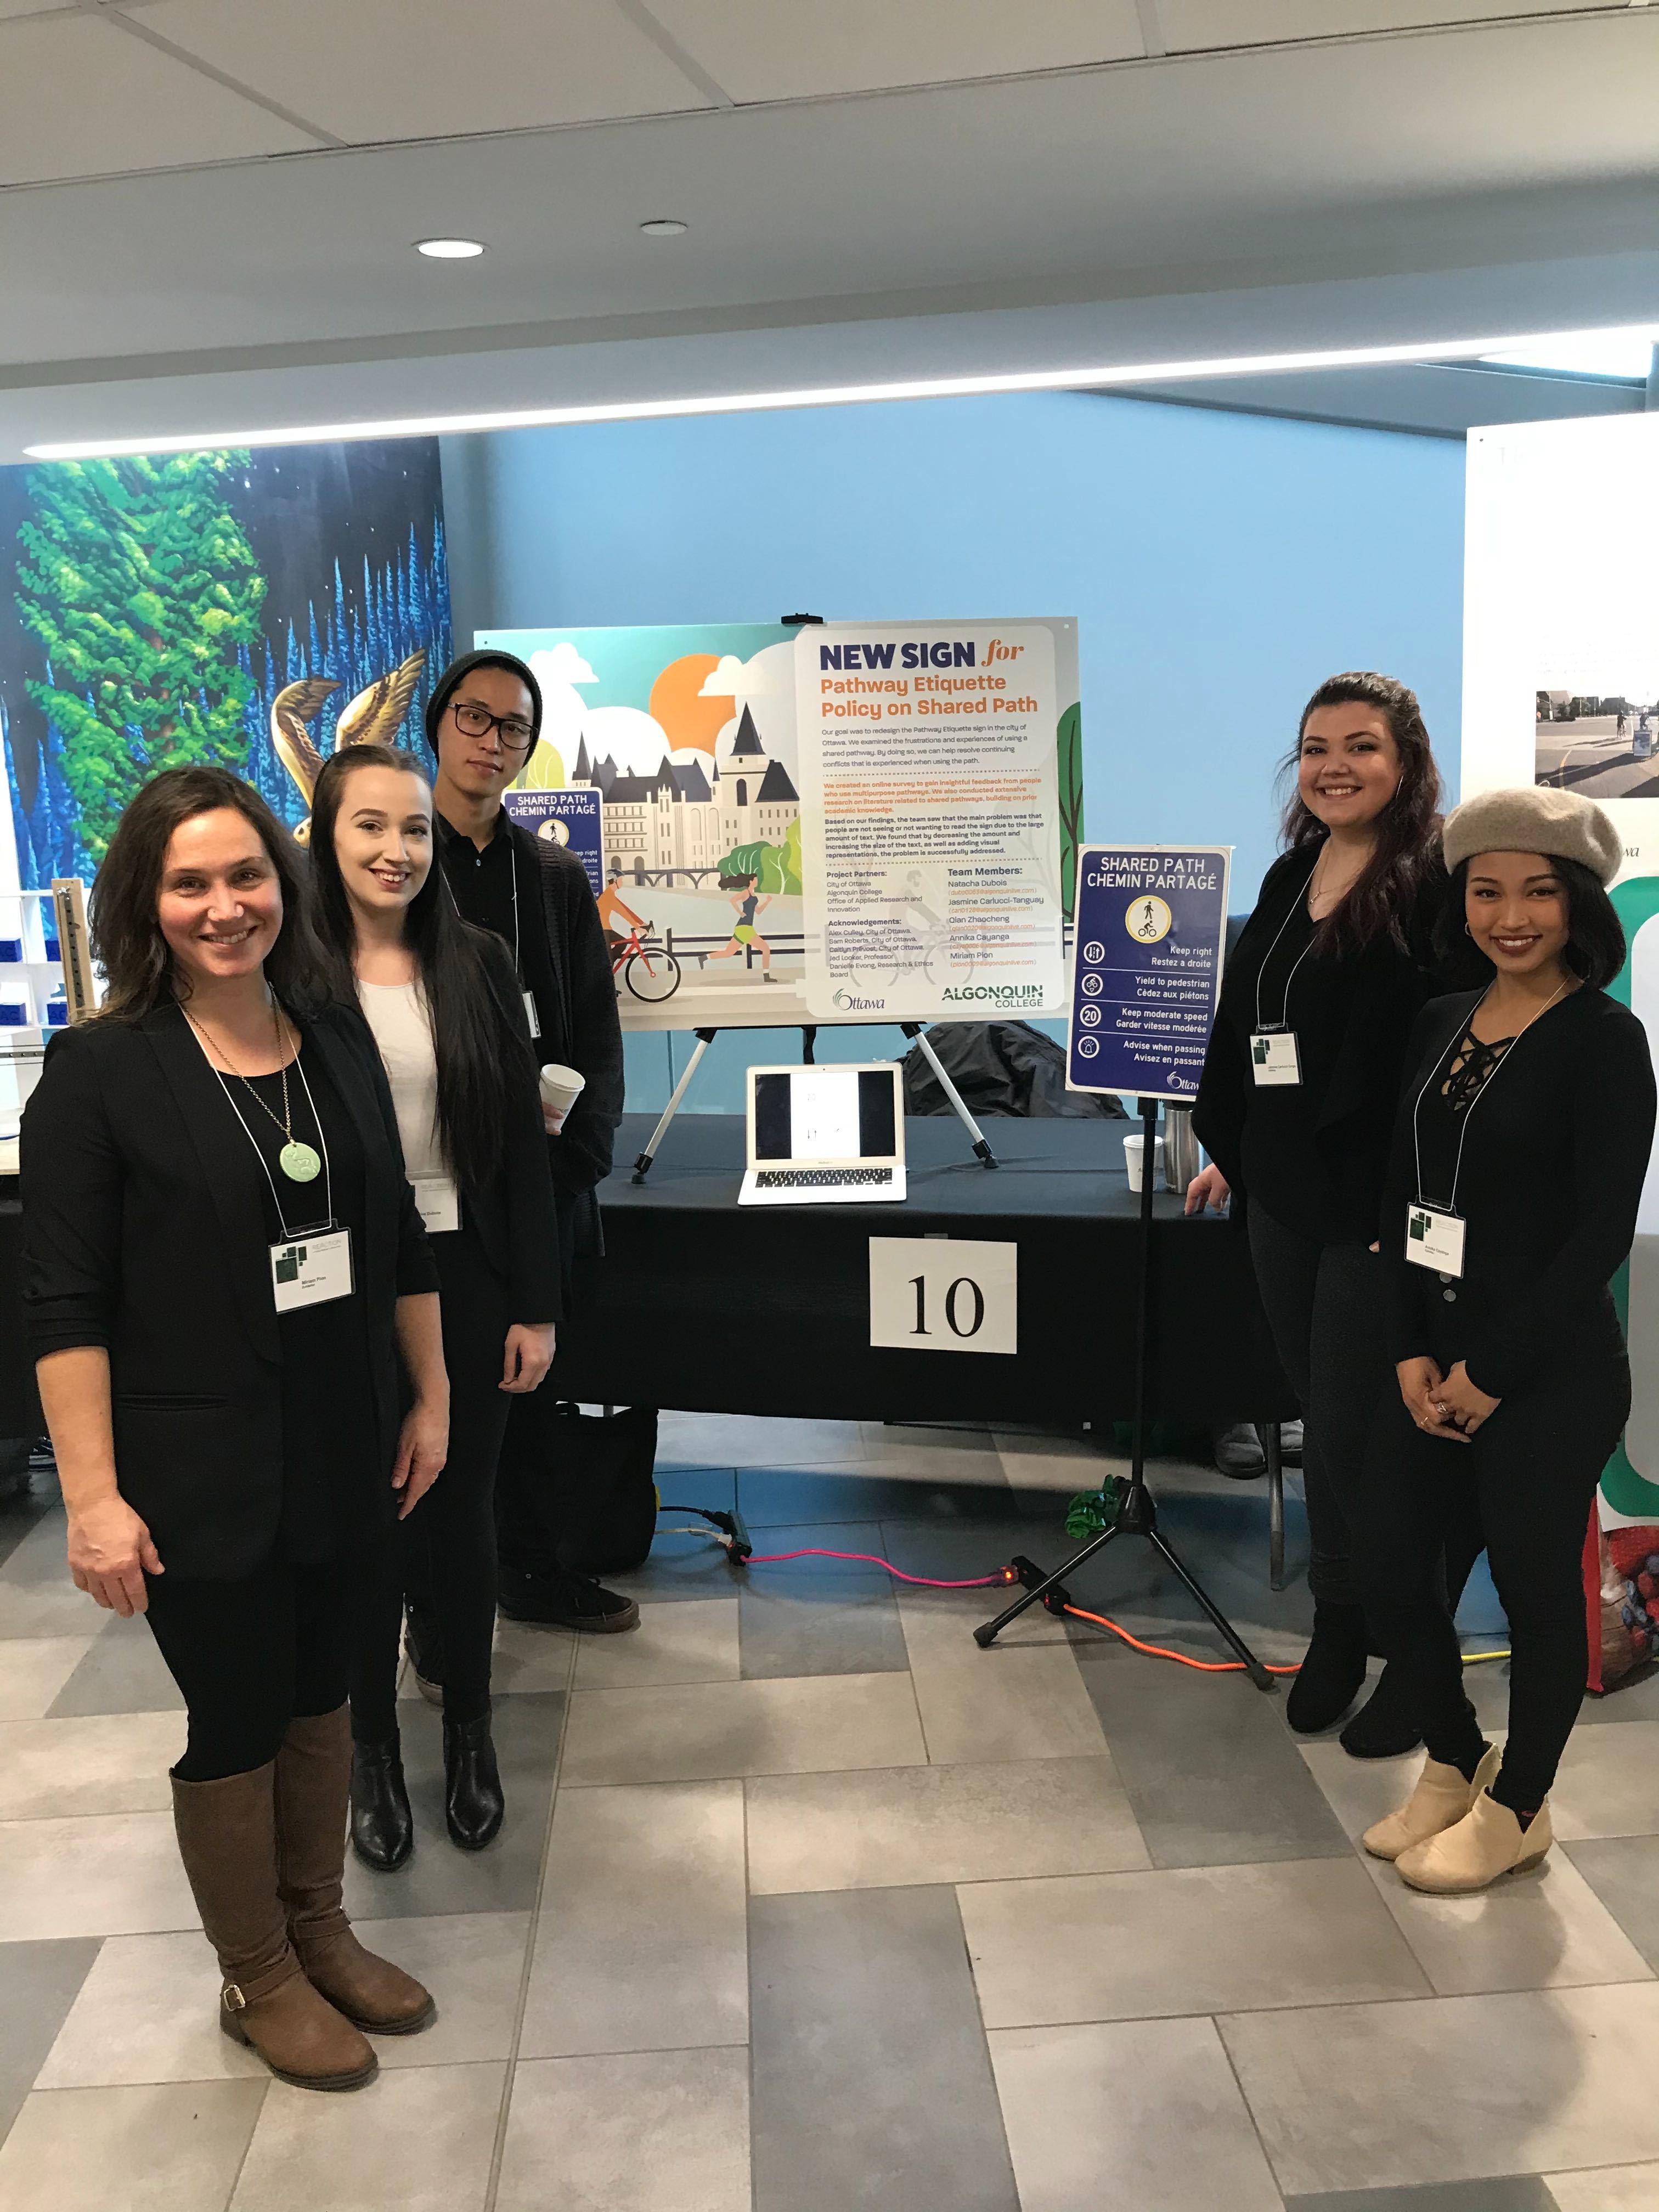 NEW SIGN for
Pathway Etiquette
Policy on Shared Path
Our goal was to redesign the Pathway Etiquette sign in the city of
Ottawa. We examined the frustrations and experiences of using a
shared pathway. By doing so, we can help resolve continuing
conflicts that is experienced when using the path.
We created an online survey to gain insightful feedback from people
who use multipurpose pathways. We also conducted extensive
research on literature related to shared pathways, building on prior
academic knowledge.
Based on our findings, the team saw that the main problem was that
people are not seeing or not wanting to read the sign due to the large
amount of text. We found that by decreasing the amount and
increasing the size of the text, as well as adding visual
representations, the problem is successfully addressed.
Project Partners:
City of Ottawa
Algonquin College
Office of Applied Research and
Innovation
Acknowledgements:
Alex Culley, City of Ottawa
Sam Roberts, City of Ottawa
Caitlyn Prevost, City of Ottawa
Jed Looker, Professor
Danielle Evong, Research & Ethics
Board
Team Members:
Natacha Dubois
Jasmine Carlucci-Tanguay
Qian Zhaocheng
Annika Cayanga
Miriam Pion
Ottawa
ALGONQUIN
COLLEGE
SHARED PATH
CHEMIN PARTAGÉ
Keep right
Restez a droite
Yield to pedestrian
Cédez aux piétons
20
Keep moderate speed
Garder vitesse modérée
Advise when passing
Avisez en passant
Ottaw
SHARED PATH
CHEMIN PARTAGÉ
eep right
droite
10
Miriam Pion